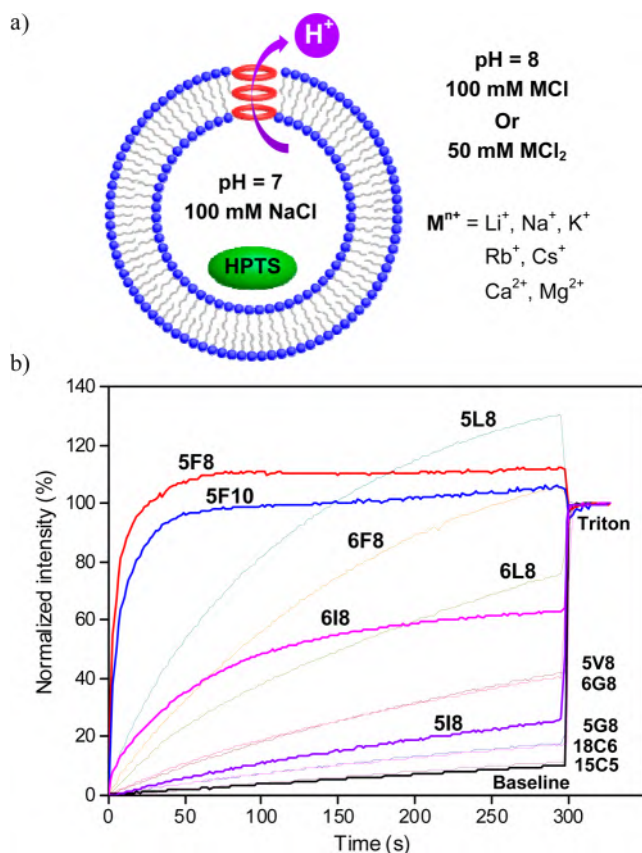 a)
H⁺
pH = 8
100 mM MCl
Or
50 mM MCl₂
pH = 7
100 mM NaCl
HPTS
Mⁿ⁺ = Li⁺, Na⁺, K⁺
Rb⁺, Cs⁺
Ca²⁺, Mg²⁺
b)
Normalized intensity (%)
140
120
100
80
60
40
20
0
5L8
5F8
5F10
6F8
6L8
6I8
5I8
Triton
5V8
6G8
5G8
18C6
15C5
Baseline
0 50 100 150 200 250 300
Time (s)